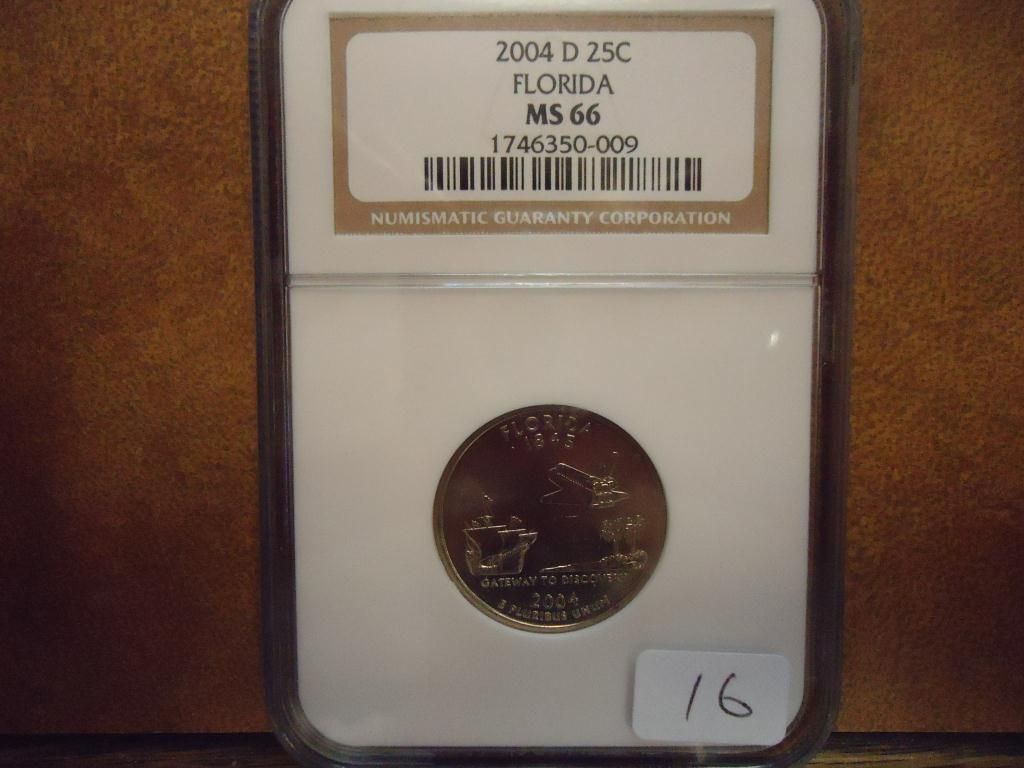 2004 D 25C
FLORIDA
MS 66
1746350-009
NUMISMATIC GUARANTY CORPORATION
FLORIDA
1845
GATEWAY TO DISCOVERY
2004
E PLURIBUS UNUM
16